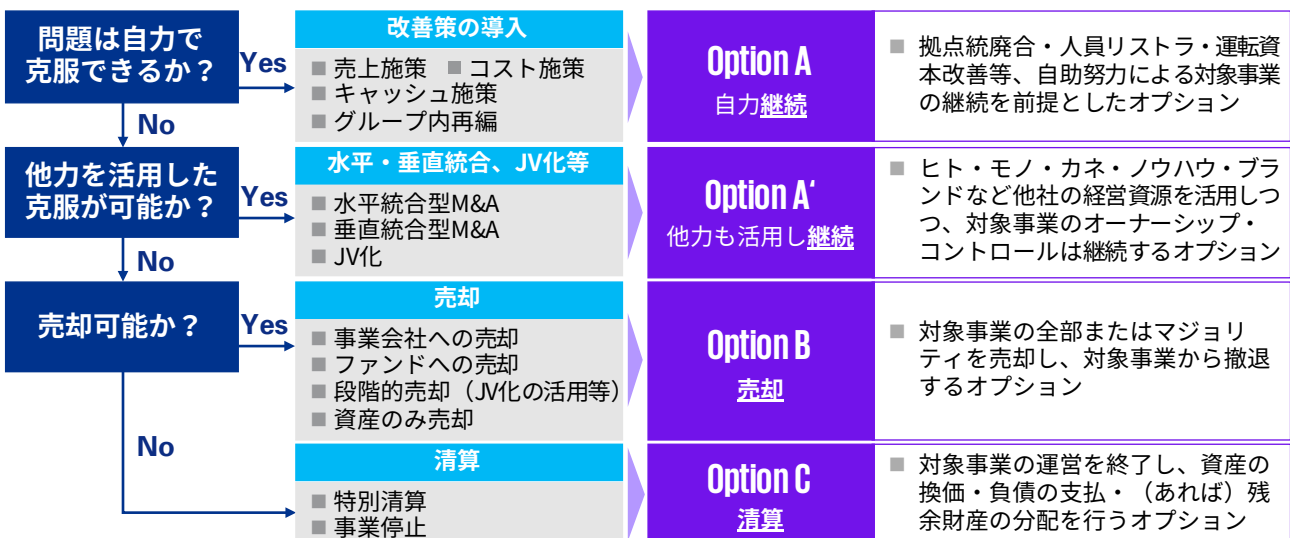 問題は自力で
克服できるか？
Yes
改善策の導入
■ 売上施策 ■ コスト施策
■ キャッシュ施策
■ グループ内再編
Option A
自力継続
■ 拠点統廃合・人員リストラ・運転資
本改善等、自助努力による対象事業
の継続を前提としたオプション
No
他力を活用した
克服が可能か？
Yes
水平・垂直統合、JV化等
■ 水平統合型M&A
■ 垂直統合型M&A
■ JV化
Option A‘
他力も活用し継続
■ ヒト・モノ・カネ・ノウハウ・ブラ
ンドなど他社の経営資源を活用しつ
つ、対象事業のオーナーシップ・
コントロールは継続するオプション
No
売却可能か？
Yes
売却
■ 事業会社への売却
■ ファンドへの売却
■ 段階的売却（JV化の活用等）
■ 資産のみ売却
Option B
売却
■ 対象事業の全部またはマジョリ
ティを売却し、対象事業から撤退
するオプション
No
清算
■ 特別清算
■ 事業停止
Option C
清算
■ 対象事業の運営を終了し、資産の
換価・負債の支払・（あれば）残
余財産の分配を行うオプション